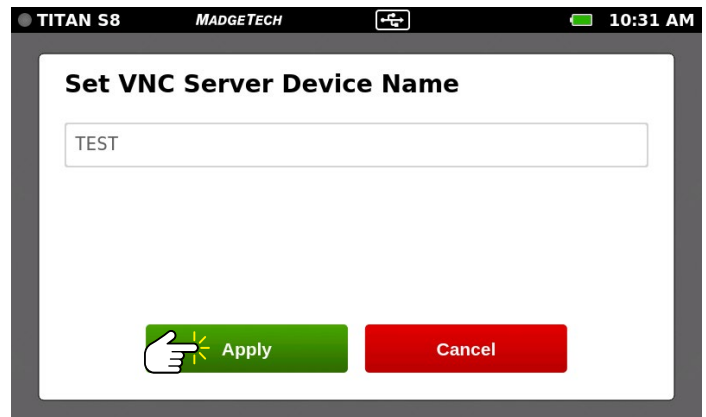 TITAN S8 MADGETECH 10:31 AM
Set VNC Server Device Name
TEST
Apply Cancel